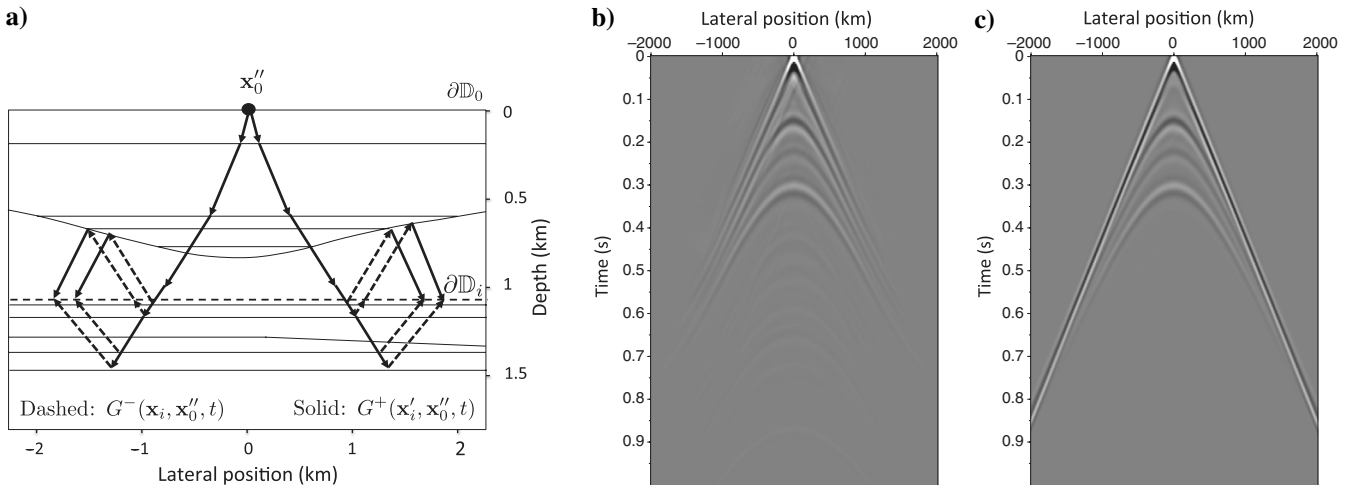 a)
x₀″
∂𝔻₀
0
0.5
1
1.5
Depth (km)
∂𝔻ᵢ
Dashed: G⁻(xᵢ, x₀″, t)
Solid: G⁺(xᵢ′, x₀″, t)
−2
−1
0
1
2
Lateral position (km)
b)
Lateral position (km)
−2000
−1000
0
1000
2000
0
0.1
0.2
0.3
0.4
0.5
0.6
0.7
0.8
0.9
Time (s)
c)
Lateral position (km)
−2000
−1000
0
1000
2000
0
0.1
0.2
0.3
0.4
0.5
0.6
0.7
0.8
0.9
Time (s)